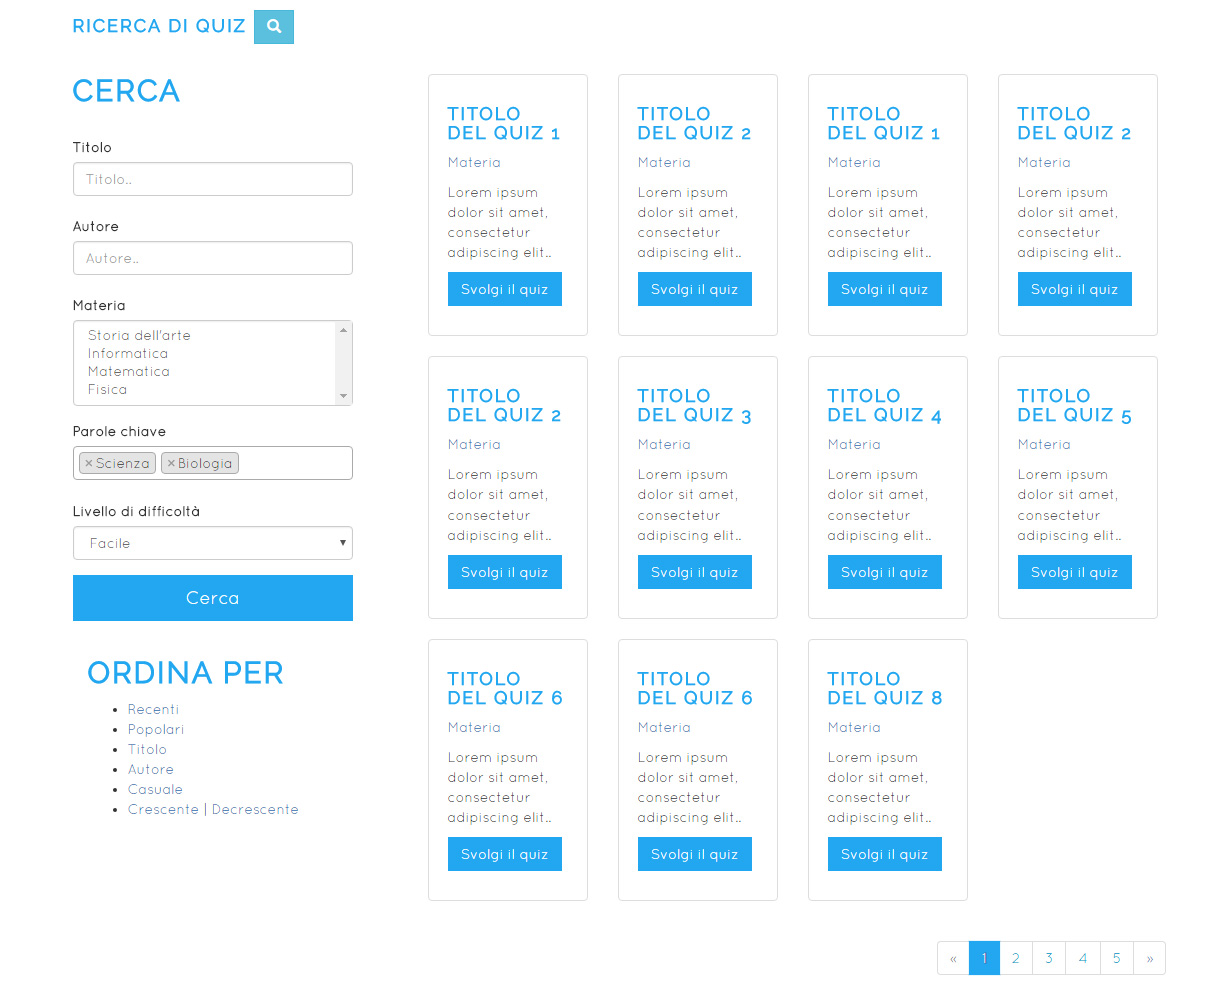 RICERCA DI QUIZ
CERCA
Titolo
Titolo..
Autore
Autore..
Materia
Storia dell'arte
Informatica
Matematica
Fisica
Parole chiave
×Scienza ×Biologia
Livello di difficoltà
Facile
Cerca
ORDINA PER
Recenti
Popolari
Titolo
Autore
Casuale
Crescente | Decrescente
TITOLO
DEL QUIZ 1
Materia
Lorem ipsum
dolor sit amet,
consectetur
adipiscing elit..
Svolgi il quiz
TITOLO
DEL QUIZ 2
Materia
Lorem ipsum
dolor sit amet,
consectetur
adipiscing elit..
Svolgi il quiz
TITOLO
DEL QUIZ 1
Materia
Lorem ipsum
dolor sit amet,
consectetur
adipiscing elit..
Svolgi il quiz
TITOLO
DEL QUIZ 2
Materia
Lorem ipsum
dolor sit amet,
consectetur
adipiscing elit..
Svolgi il quiz
TITOLO
DEL QUIZ 2
Materia
Lorem ipsum
dolor sit amet,
consectetur
adipiscing elit..
Svolgi il quiz
TITOLO
DEL QUIZ 3
Materia
Lorem ipsum
dolor sit amet,
consectetur
adipiscing elit..
Svolgi il quiz
TITOLO
DEL QUIZ 4
Materia
Lorem ipsum
dolor sit amet,
consectetur
adipiscing elit..
Svolgi il quiz
TITOLO
DEL QUIZ 5
Materia
Lorem ipsum
dolor sit amet,
consectetur
adipiscing elit..
Svolgi il quiz
TITOLO
DEL QUIZ 6
Materia
Lorem ipsum
dolor sit amet,
consectetur
adipiscing elit..
Svolgi il quiz
TITOLO
DEL QUIZ 6
Materia
Lorem ipsum
dolor sit amet,
consectetur
adipiscing elit..
Svolgi il quiz
TITOLO
DEL QUIZ 8
Materia
Lorem ipsum
dolor sit amet,
consectetur
adipiscing elit..
Svolgi il quiz
« 1 2 3 4 5 »